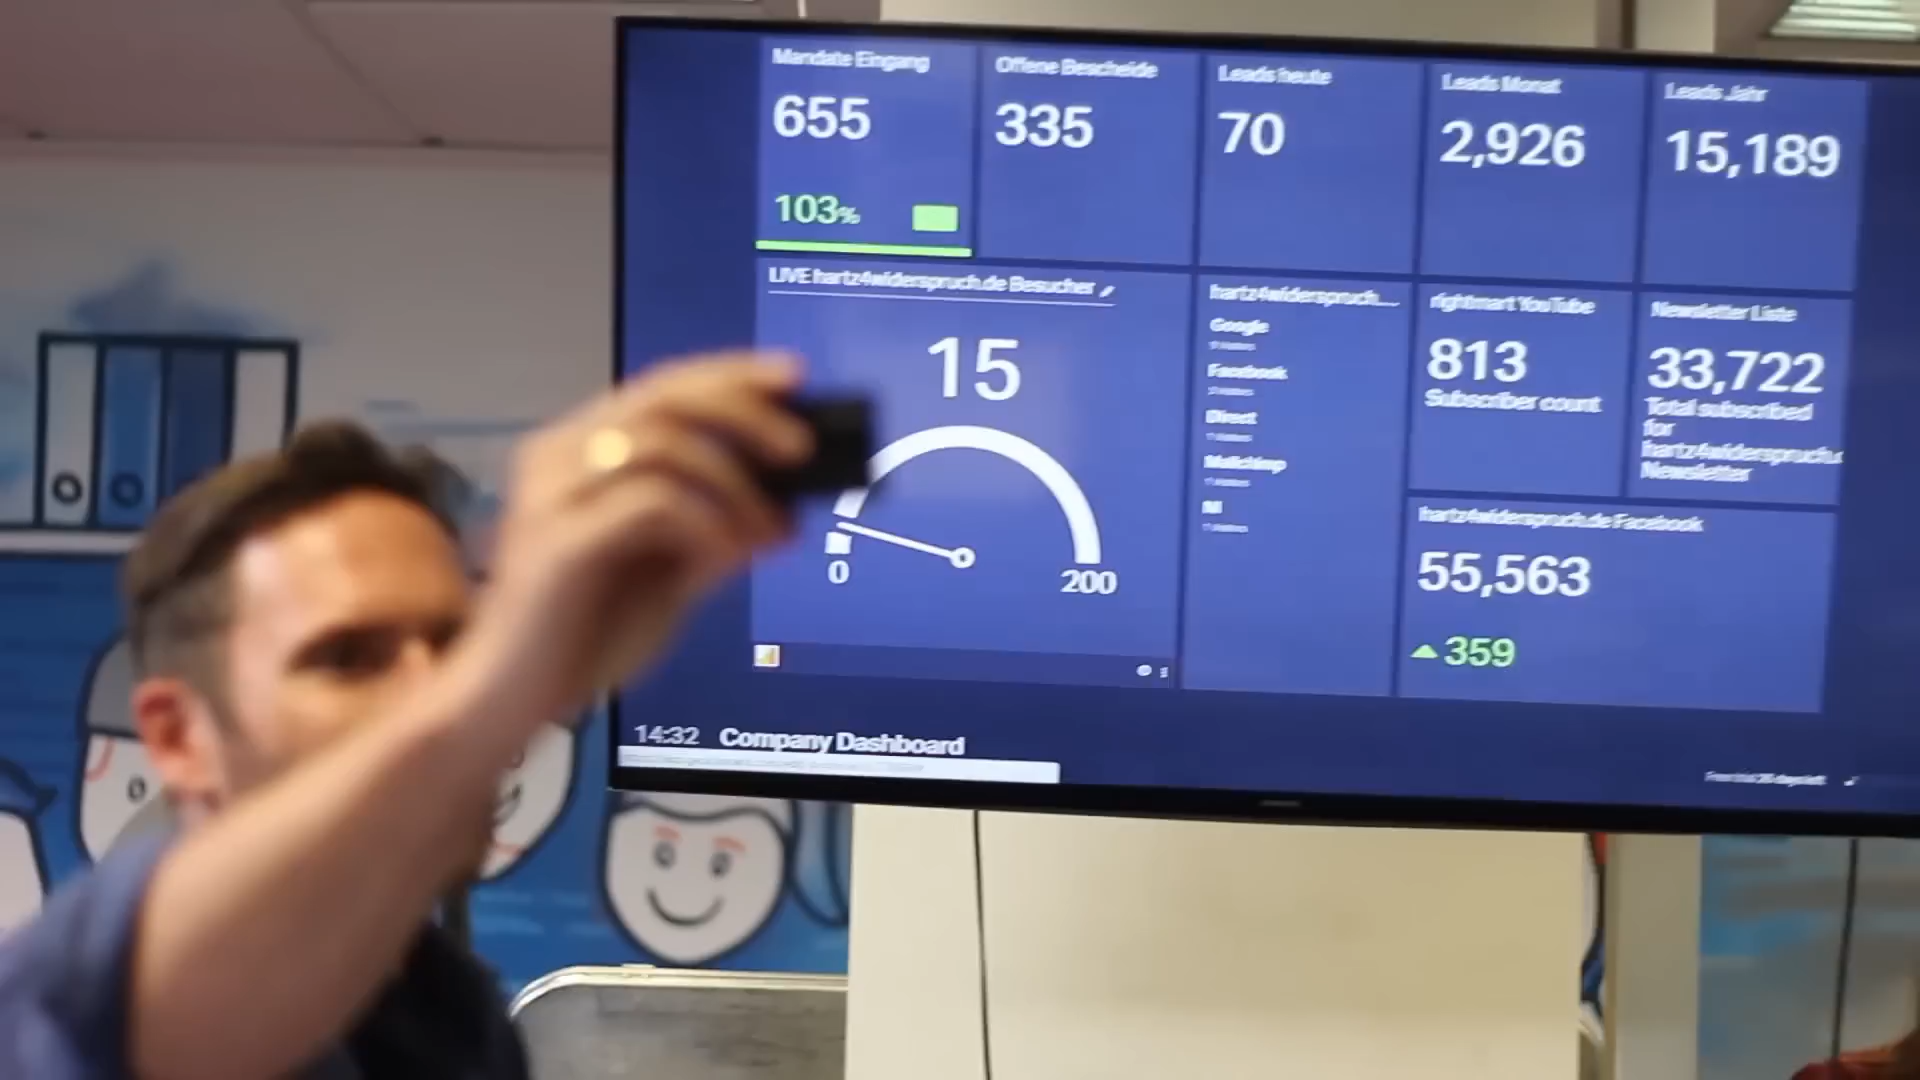 Mandate Eingang
655
103%
Offene Bescheide
335
Leads heute
70
Leads Monat
2,926
Leads Jahr
15,189
LIVE hartz4widerspruch.de Besucher
15
0
200
hartz4widerspruch....
Google
Facebook
Direct
Mailchimp
rightmart YouTube
813
Subscriber count
Newsletter Liste
33,722
Total subscribed
for
hartz4widerspruch.
Newsletter
hartz4widerspruch.de Facebook
55,563
359
14:32 Company Dashboard